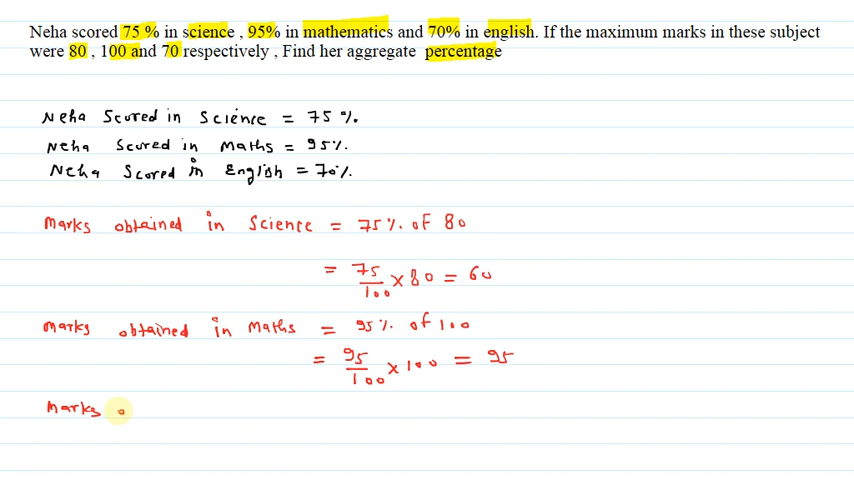 Neha scored 75 % in science , 95% in mathematics and 70% in english. If the maximum marks in these subject
were 80 , 100 and 70 respectively , Find her aggregate percentage
Neha Scored in Science = 75%.
Neha Scored in Maths = 95%.
Neha Scored in English = 70%.
Marks obtained in Science = 75% of 80
= 75/100 × 80 = 60
Marks obtained in Maths = 95% of 100
= 95/100 × 100 = 95
Marks o